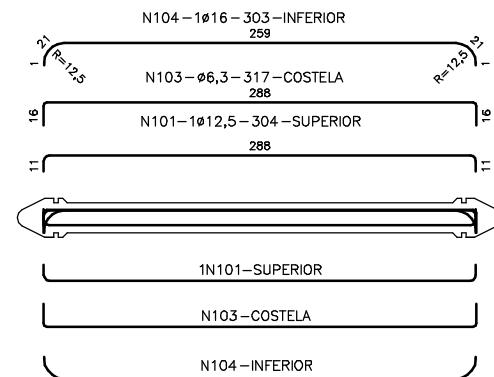 N104-1ø16-303-INFERIOR
259
21
1
R=12,5
R=12,5
21
1
N103-ø6,3-317-COSTELA
288
16
16
N101-1ø12,5-304-SUPERIOR
288
11
11
1N101-SUPERIOR
N103-COSTELA
N104-INFERIOR